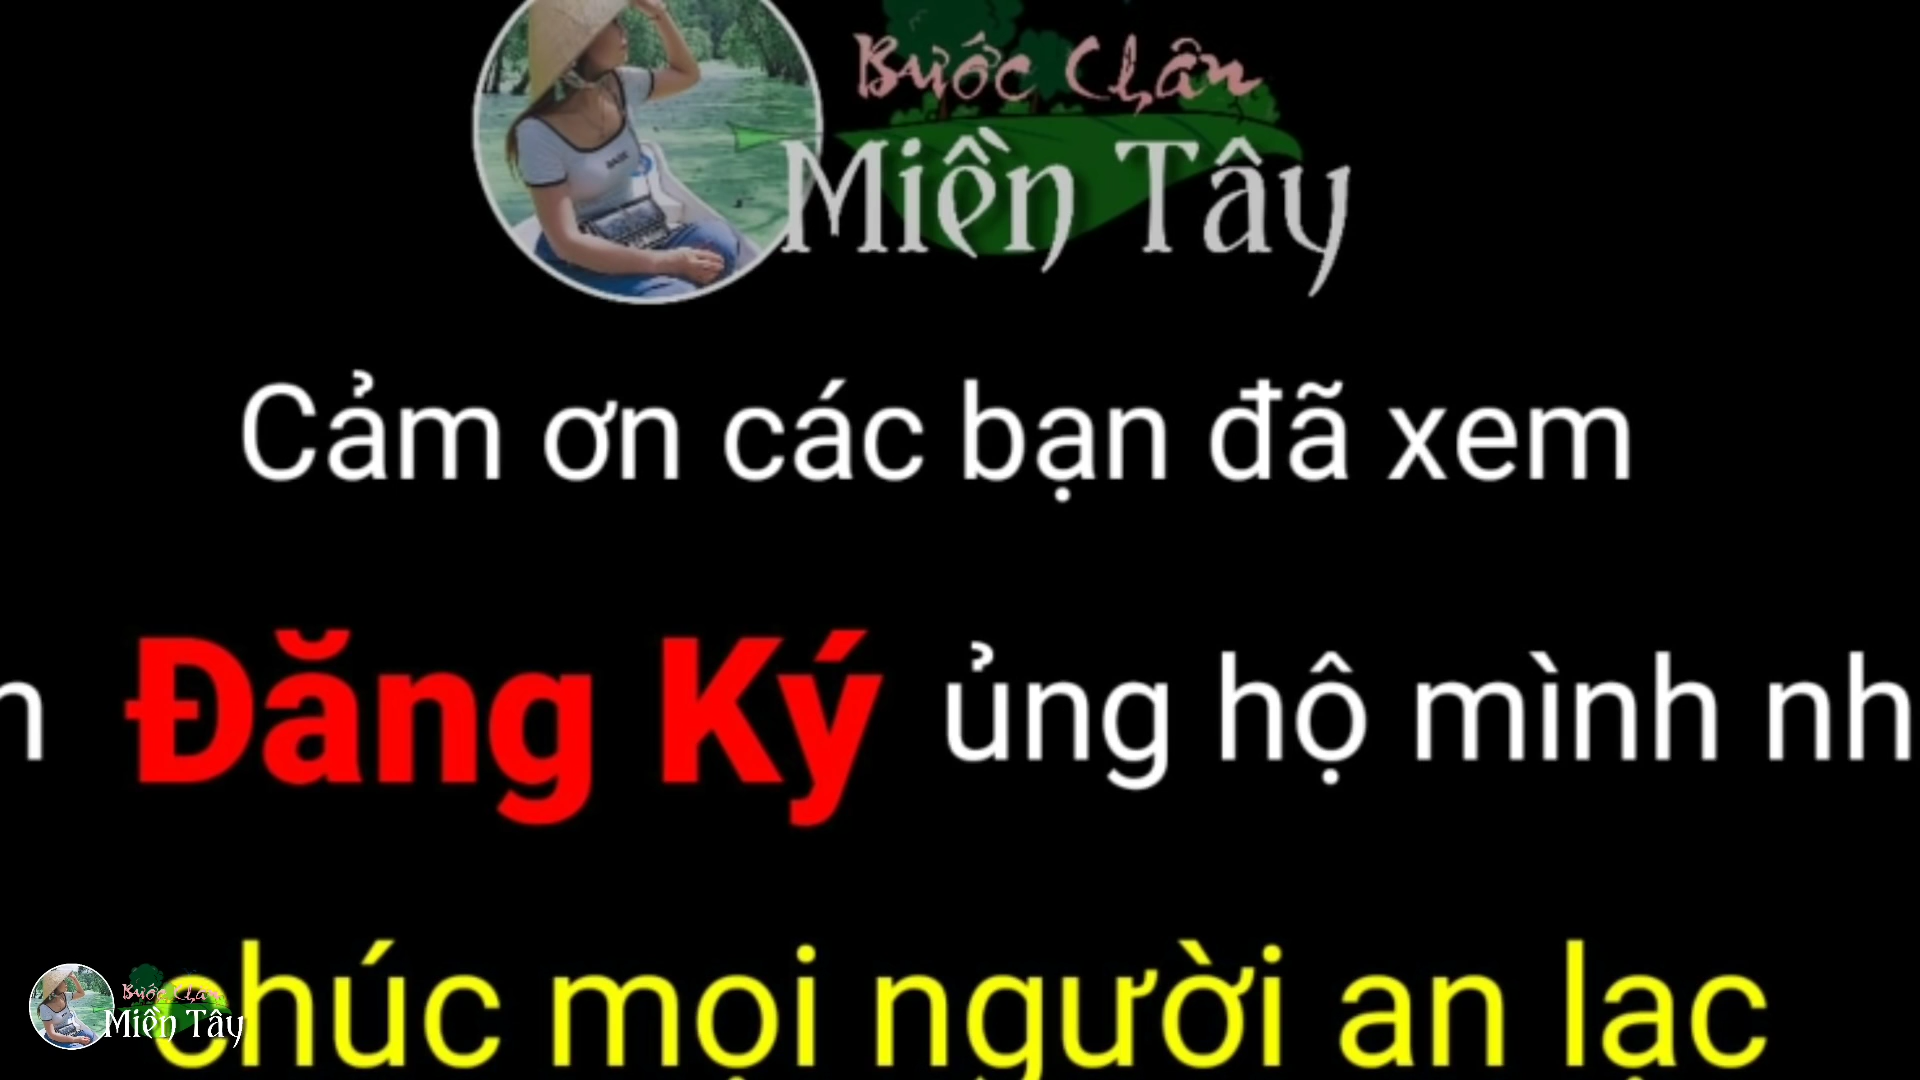 Bước Chân
Miền Tây
Cảm ơn các bạn đã xem
Đăng Ký ủng hộ mình
chúc mọi người an lạc
Bước Chân
Miền Tây